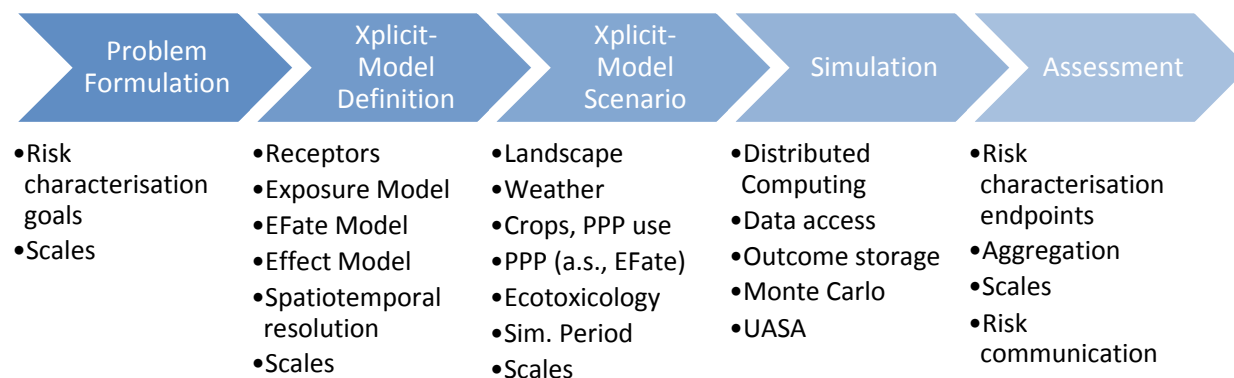 Problem
Formulation
Xplicit-
Model
Definition
Xplicit-
Model
Scenario
Simulation
Assessment
•Risk
characterisation
goals
•Scales
•Receptors
•Exposure Model
•EFate Model
•Effect Model
•Spatiotemporal
resolution
•Scales
•Landscape
•Weather
•Crops, PPP use
•PPP (a.s., EFate)
•Ecotoxicology
•Sim. Period
•Scales
•Distributed
Computing
•Data access
•Outcome storage
•Monte Carlo
•UASA
•Risk
characterisation
endpoints
•Aggregation
•Scales
•Risk
communication